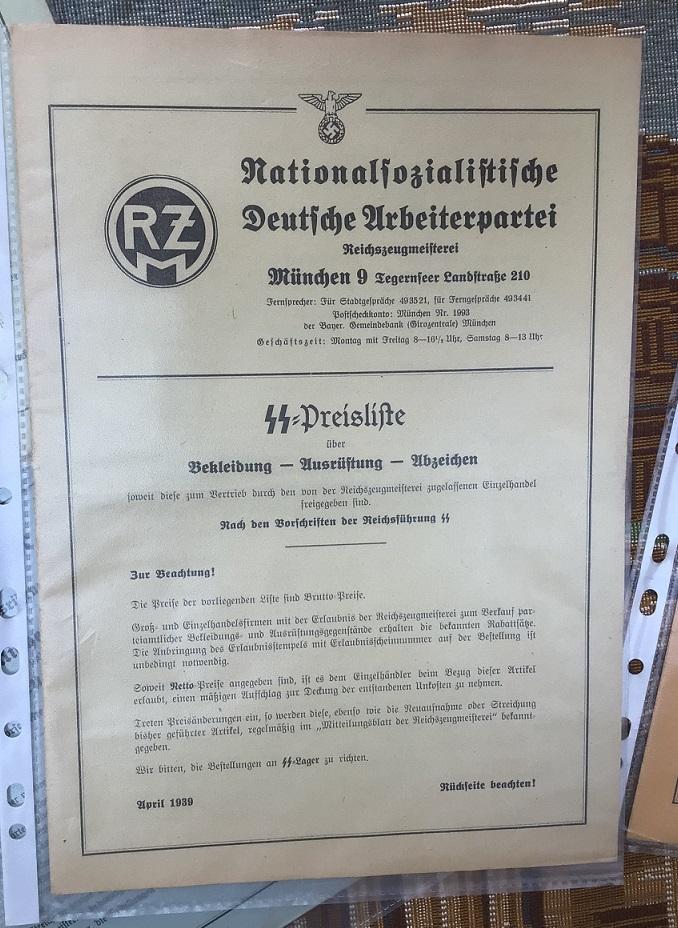 RZM
Nationalsozialistische
Deutsche Arbeiterpartei
Reichszeugmeisterei
München 9 Tegernseer Landstraße 210
Fernsprecher: Für Stadtgespräche 493521, für Ferngespräche 493441
Postscheckkonto: München Nr. 1993
der Bayer. Gemeindebank (Girozentrale) München
Geschäftszeit: Montag mit Freitag 8—16½ Uhr, Samstag 8—13 Uhr
SS-Preisliste
über
Bekleidung — Ausrüstung — Abzeichen
soweit diese zum Vertrieb durch den von der Reichszeugmeisterei zugelassenen Einzelhandel
freigegeben sind.
Nach den Vorschriften der Reichsführung SS
Zur Beachtung!
Die Preise der vorliegenden Liste sind Brutto-Preise.
Groß- und Einzelhandelsfirmen mit der Erlaubnis der Reichszeugmeisterei zum Verkauf par-
teiamtlicher Bekleidungs- und Ausrüstungsgegenstände erhalten die bekannten Rabattsätze.
Die Anbringung des Erlaubnisstempels mit Erlaubnisscheinnummer auf der Bestellung ist
unbedingt notwendig.
Soweit Netto-Preise angegeben sind, ist es dem Einzelhändler beim Bezug dieser Artikel
erlaubt, einen mäßigen Aufschlag zur Deckung der entstandenen Unkosten zu nehmen.
Treten Preisänderungen ein, so werden diese, ebenso wie die Neuaufnahme oder Streichung
bisher geführter Artikel, regelmäßig im „Mitteilungsblatt der Reichszeugmeisterei“ bekannt-
gegeben.
Wir bitten, die Bestellungen an SS-Lager zu richten.
Rückseite beachten!
April 1939